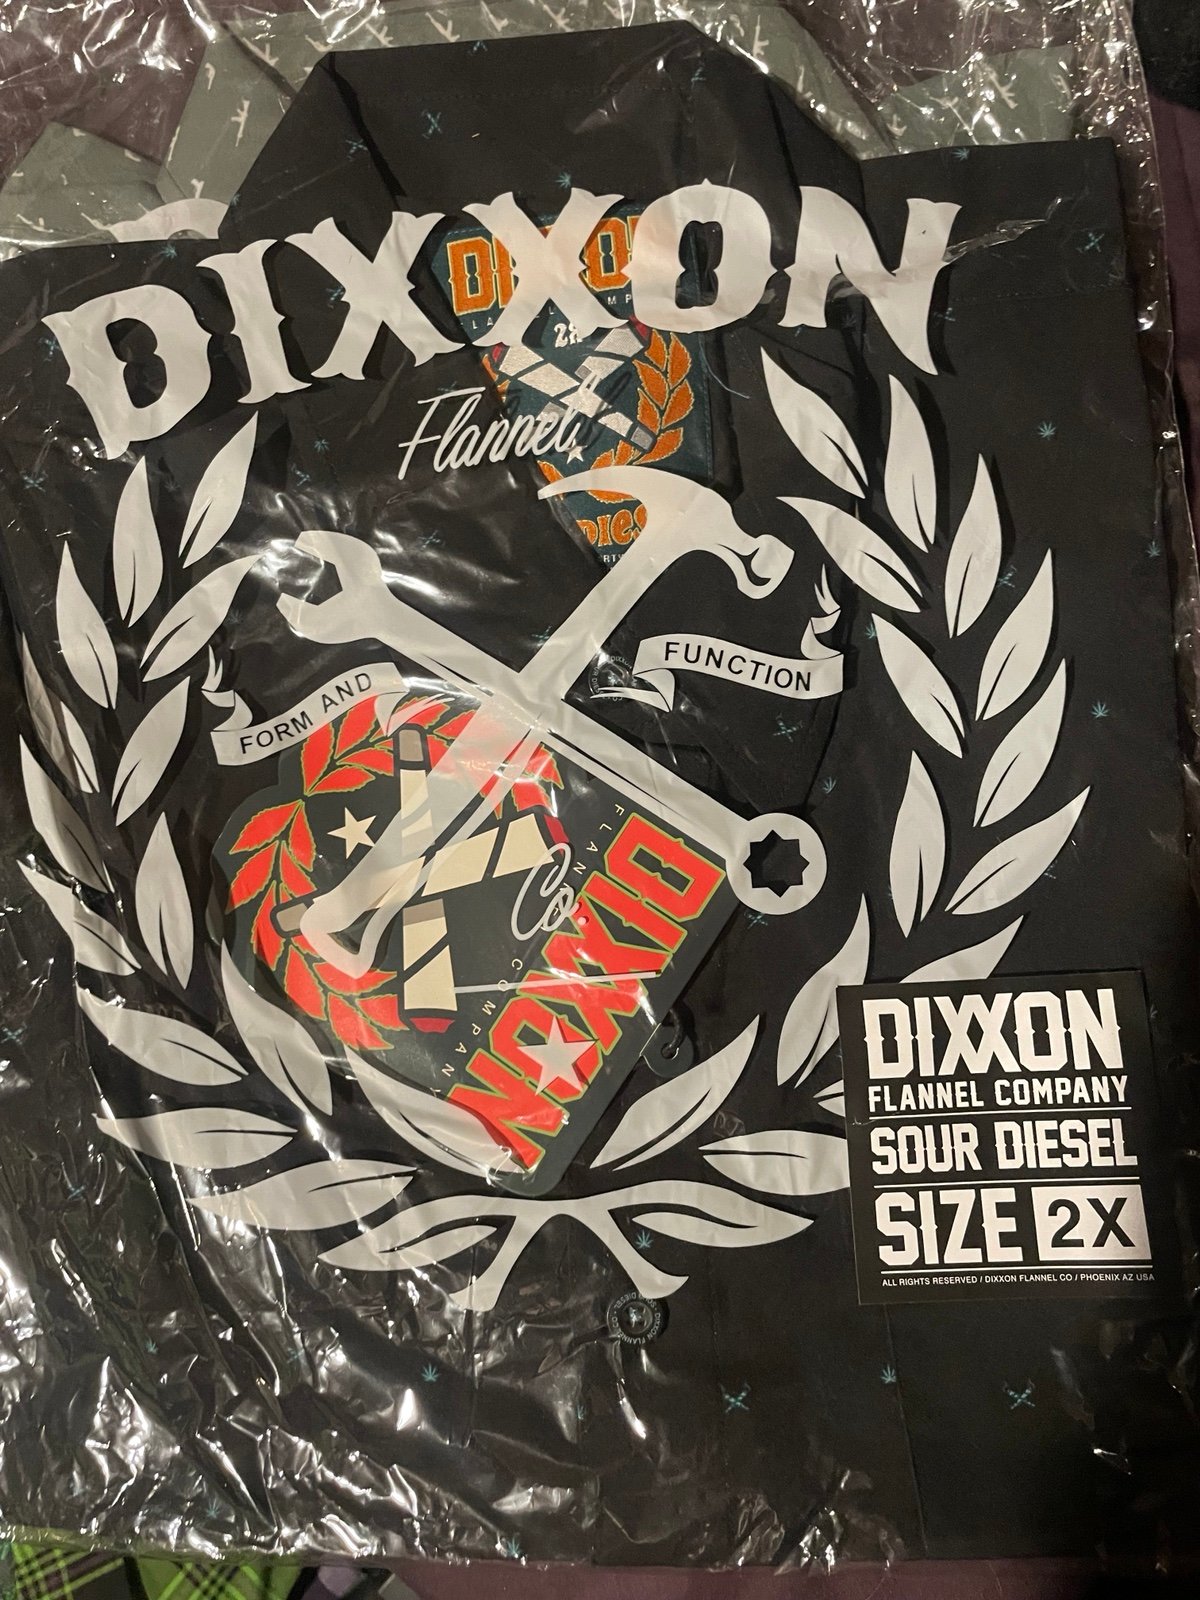 DIXXON
Flannel
FORM AND
FUNCTION
Co.
DIXXON
FLANNEL COMPANY
SOUR DIESEL
SIZE 2X
ALL RIGHTS RESERVED / DIXXON FLANNEL CO / PHOENIX AZ USA
DIXXON
COMPANY